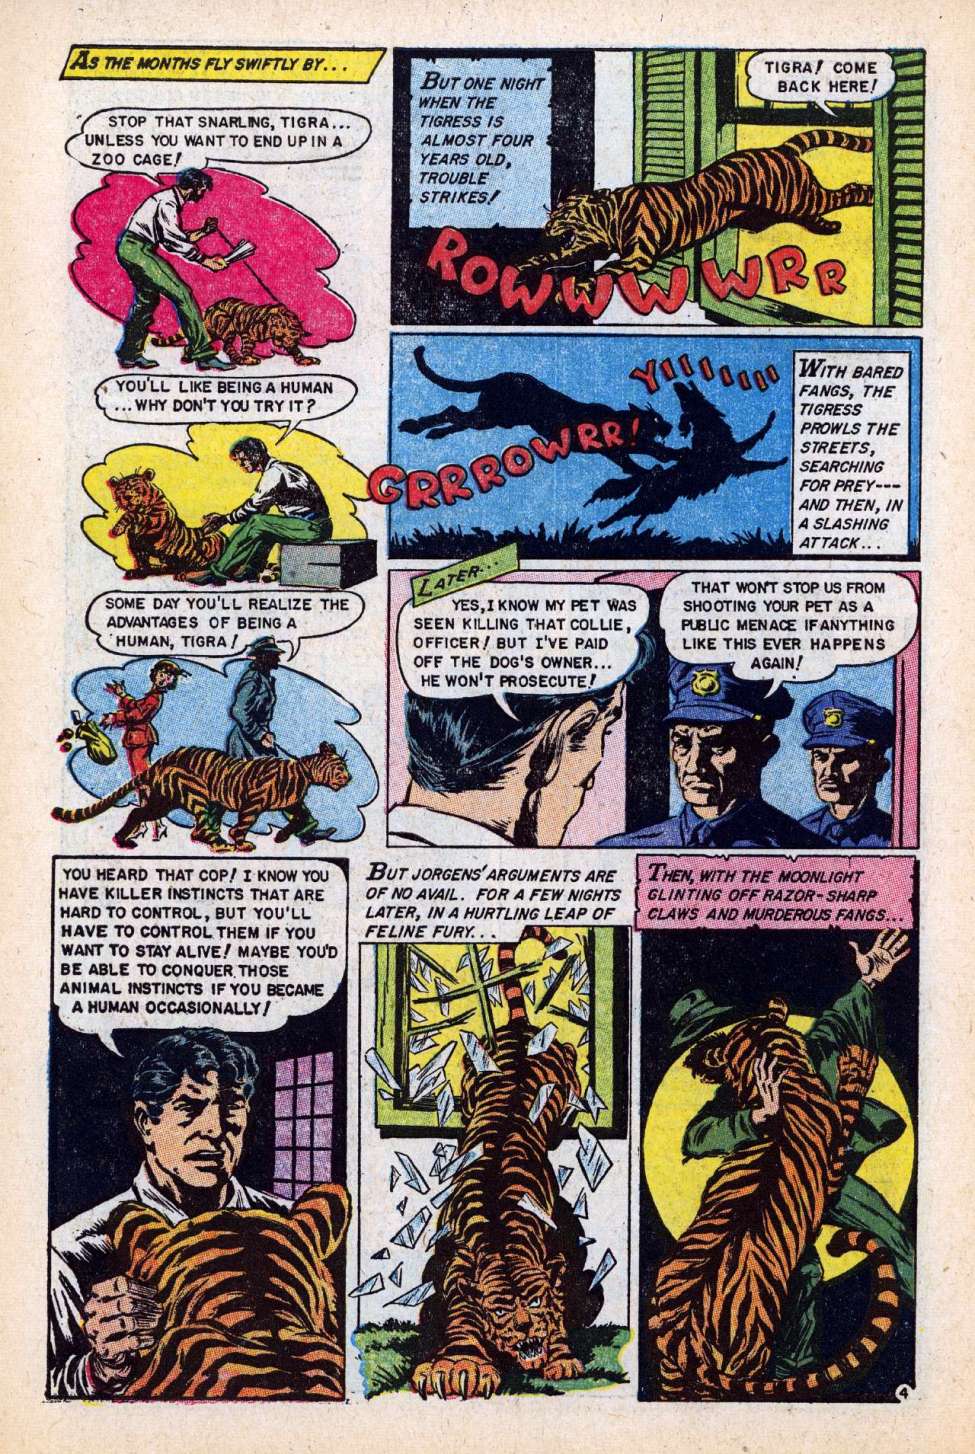 AS THE MONTHS FLY SWIFTLY BY...
STOP THAT SNARLING, TIGRA...
UNLESS YOU WANT TO END UP IN A
ZOO CAGE!
YOU'LL LIKE BEING A HUMAN
...WHY DON'T YOU TRY IT?
SOME DAY YOU'LL REALIZE THE
ADVANTAGES OF BEING A
HUMAN, TIGRA!
BUT ONE NIGHT
WHEN THE
TIGRESS IS
ALMOST FOUR
YEARS OLD,
TROUBLE
STRIKES!
TIGRA! COME
BACK HERE!
ROWWWWRR
YIIIIIIII
GRRROWRR!
WITH BARED
FANGS, THE
TIGRESS
PROWLS THE
STREETS,
SEARCHING
FOR PREY---
AND THEN, IN
A SLASHING
ATTACK...
LATER...
YES, I KNOW MY PET WAS
SEEN KILLING THAT COLLIE,
OFFICER! BUT I'VE PAID
OFF THE DOG'S OWNER...
HE WON'T PROSECUTE!
THAT WON'T STOP US FROM
SHOOTING YOUR PET AS A
PUBLIC MENACE IF ANYTHING
LIKE THIS EVER HAPPENS
AGAIN!
YOU HEARD THAT COP! I KNOW YOU
HAVE KILLER INSTINCTS THAT ARE
HARD TO CONTROL, BUT YOU'LL
HAVE TO CONTROL THEM IF YOU
WANT TO STAY ALIVE! MAYBE YOU'D
BE ABLE TO CONQUER THOSE
ANIMAL INSTINCTS IF YOU BECAME
A HUMAN OCCASIONALLY!
BUT JORGENS' ARGUMENTS ARE
OF NO AVAIL. FOR A FEW NIGHTS
LATER, IN A HURTLING LEAP OF
FELINE FURY...
THEN, WITH THE MOONLIGHT
GLINTING OFF RAZOR-SHARP
CLAWS AND MURDEROUS FANGS...
4